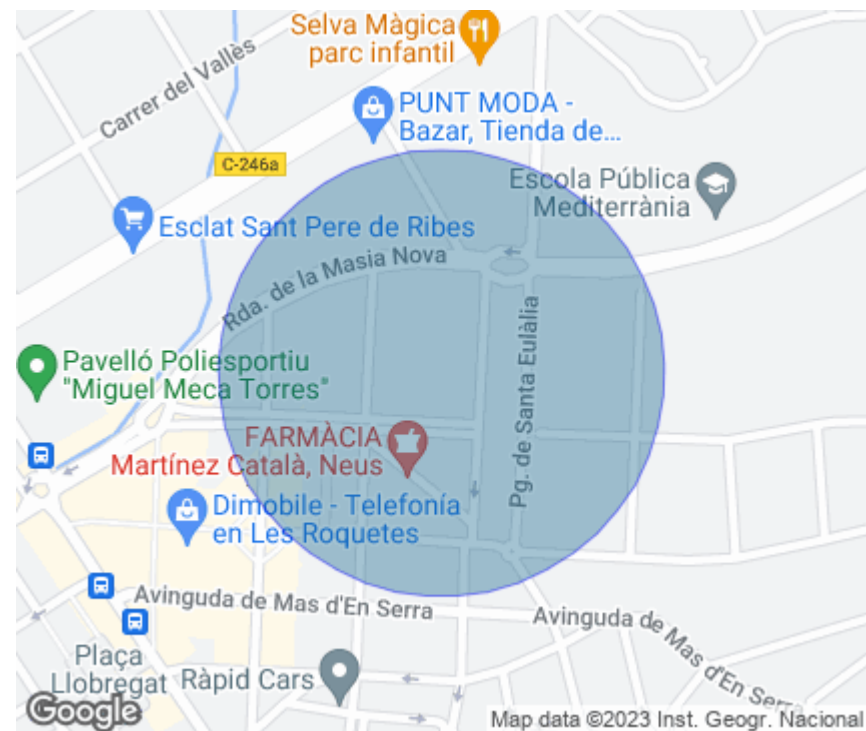 Selva Màgica
parc infantil
Carrer del Vallès
PUNT MODA -
Bazar, Tienda de...
C-246a
Escola Pública
Mediterrània
Esclat Sant Pere de Ribes
Rda. de la Masia Nova
Pg. de Santa Eulàlia
Pavelló Poliesportiu
"Miguel Meca Torres"
FARMÀCIA
Martínez Català, Neus
Dimobile - Telefonía
en Les Roquetes
Avinguda de Mas d'En Serra
Avinguda de Mas d'En Serra
Plaça
Llobregat
Ràpid Cars
Google
Map data ©2023 Inst. Geogr. Nacional